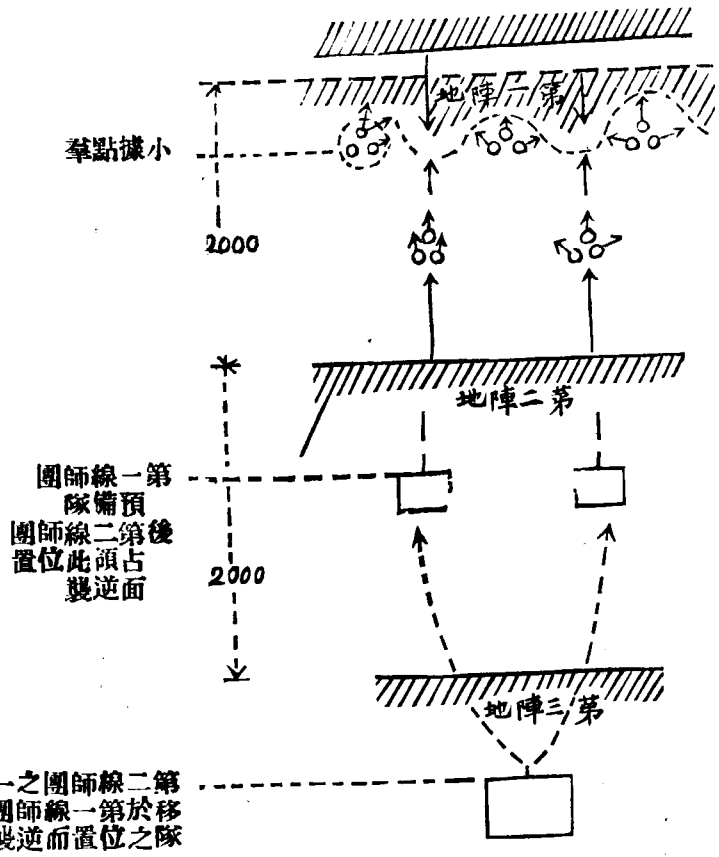 第一陣地
小據點羣
2000
苐二陣地
第一線師團
預備隊
後第二線師團
占領此位置
面逆襲
2000
苐三陣地
第二線師團之一
移於第一線師團
隊之位置而逆襲